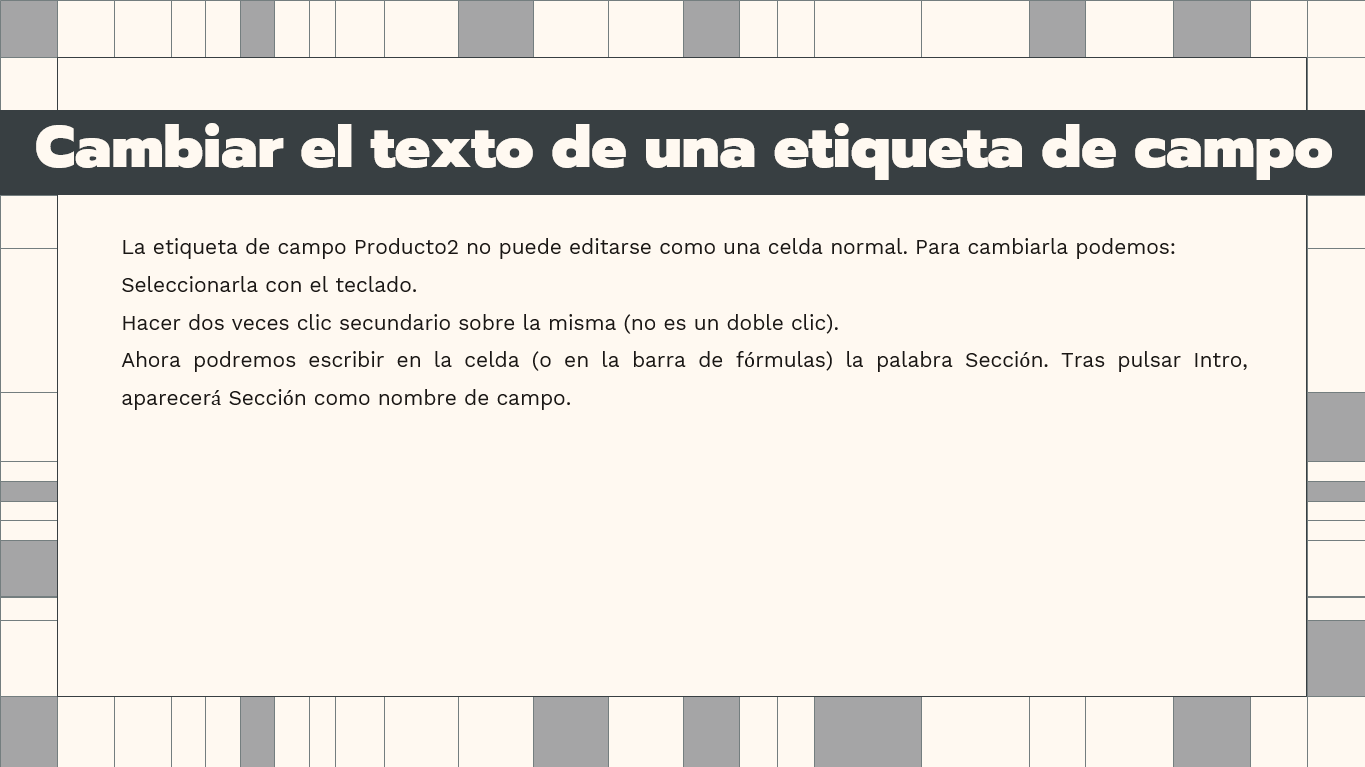 Cambiar el texto de una etiqueta de campo
La etiqueta de campo Producto2 no puede editarse como una celda normal. Para cambiarla podemos:
Seleccionarla con el teclado.
Hacer dos veces clic secundario sobre la misma (no es un doble clic).
Ahora podremos escribir en la celda (o en la barra de fórmulas) la palabra Sección. Tras pulsar Intro,
aparecerá Sección como nombre de campo.